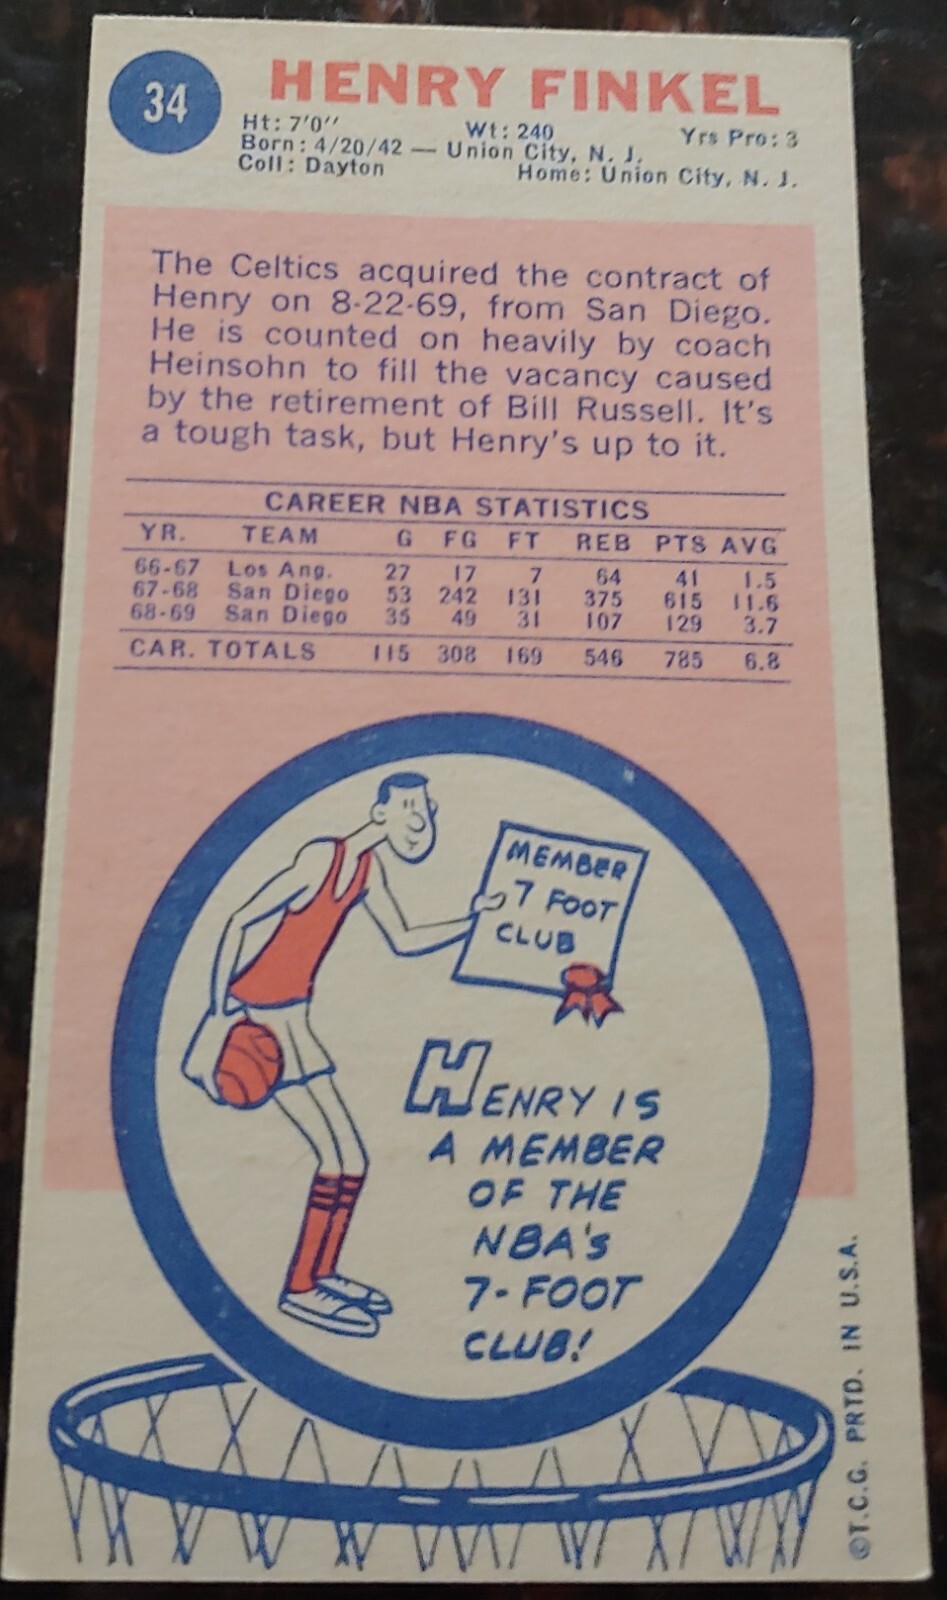 34
HENRY FINKEL
Ht: 7'0'' Wt: 240 Yrs Pro: 3
Born: 4/20/42 — Union City, N. J.
Coll: Dayton Home: Union City, N. J.
The Celtics acquired the contract of
Henry on 8-22-69, from San Diego.
He is counted on heavily by coach
Heinsohn to fill the vacancy caused
by the retirement of Bill Russell. It's
a tough task, but Henry's up to it.
CAREER NBA STATISTICS
YR. TEAM G FG FT REB PTS AVG
66-67 Los Ang. 27 17 7 64 41 1.5
67-68 San Diego 53 242 131 375 615 11.6
68-69 San Diego 35 49 31 107 129 3.7
CAR. TOTALS 115 308 169 546 785 6.8
MEMBER
7 FOOT
CLUB
HENRY IS
A MEMBER
OF THE
NBA'S
7-FOOT
CLUB!
©T.C.G. PRTD. IN U.S.A.